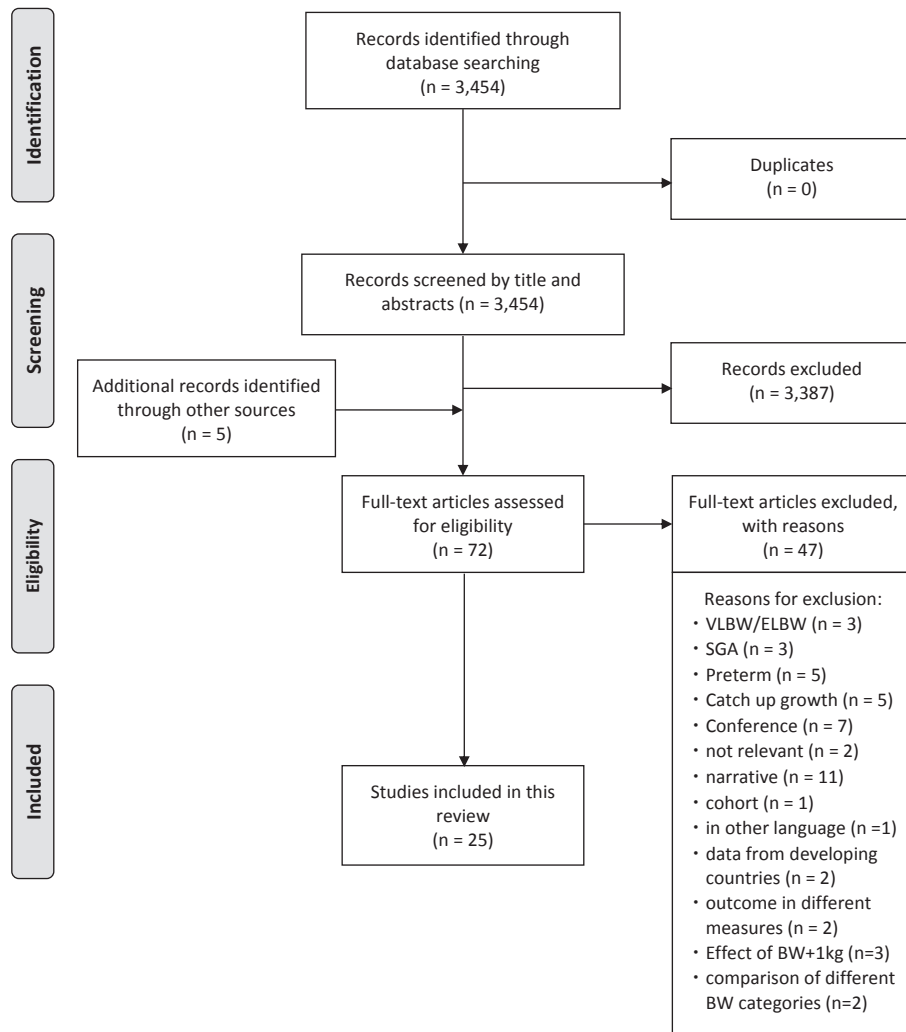 Identification
Records identified through
database searching
(n = 3,454)
Duplicates
(n = 0)
Screening
Records screened by title and
abstracts (n = 3,454)
Records excluded
(n = 3,387)
Additional records identified
through other sources
(n = 5)
Eligibility
Full-text articles assessed
for eligibility
(n = 72)
Full-text articles excluded,
with reasons
(n = 47)
Reasons for exclusion:
・VLBW/ELBW (n = 3)
・SGA (n = 3)
・Preterm (n = 5)
・Catch up growth (n = 5)
・Conference (n = 7)
・not relevant (n = 2)
・narrative (n = 11)
・cohort (n = 1)
・in other language (n =1)
・data from developing
countries (n = 2)
・outcome in different
measures (n = 2)
・Effect of BW+1kg (n=3)
・comparison of different
BW categories (n=2)
Included
Studies included in this
review
(n = 25)